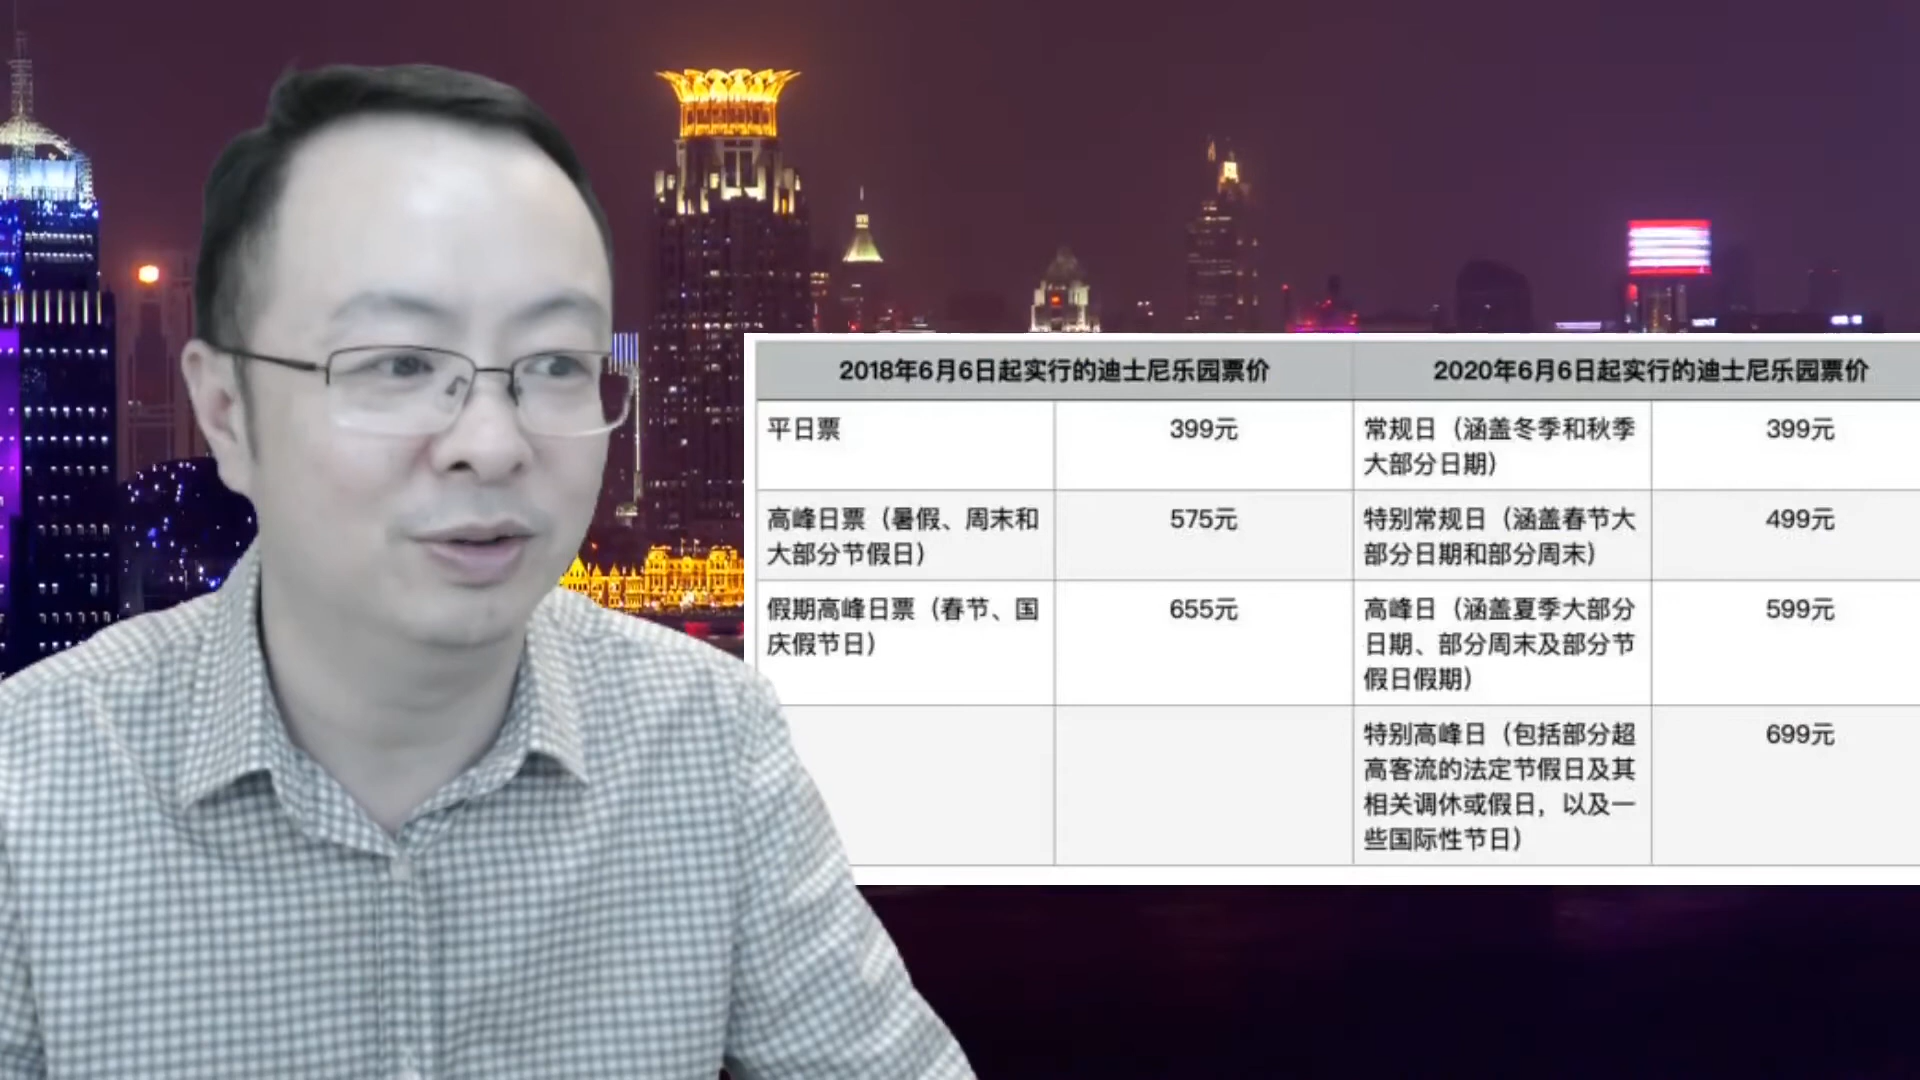 2018年6月6日起实行的迪士尼乐园票价
2020年6月6日起实行的迪士尼乐园票价
平日票
399元
常规日（涵盖冬季和秋季
大部分日期）
399元
高峰日票（暑假、周末和
大部分节假日）
575元
特别常规日（涵盖春节大
部分日期和部分周末）
499元
假期高峰日票（春节、国
庆假节日）
655元
高峰日（涵盖夏季大部分
日期、部分周末及部分节
假日假期）
599元
特别高峰日（包括部分超
高客流的法定节假日及其
相关调休或假日，以及一
些国际性节日）
699元